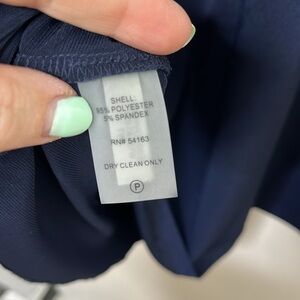 SHELL:
95% POLYESTER
5% SPANDEX
RN# 54163
DRY CLEAN ONLY
P